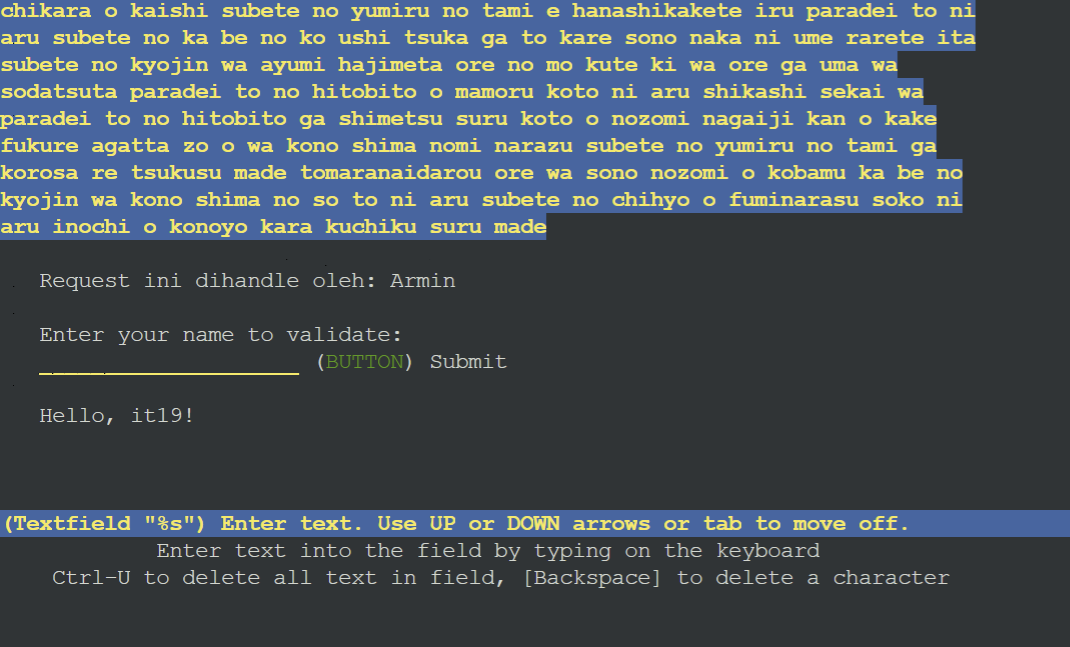 chikara o kaishi subete no yumiru no tami e hanashikakete iru paradei to ni
aru subete no ka be no ko ushi tsuka ga to kare sono naka ni ume rarete ita
subete no kyojin wa ayumi hajimeta ore no mo kute ki wa ore ga uma wa
sodatsuta paradei to no hitobito o mamoru koto ni aru shikashi sekai wa
paradei to no hitobito ga shimetsu suru koto o nozomi nagaiji kan o kake
fukure agatta zo o wa kono shima nomi narazu subete no yumiru no tami ga
korosa re tsukusu made tomaranaidarou ore wa sono nozomi o kobamu ka be no
kyojin wa kono shima no so to ni aru subete no chihyo o fuminarasu soko ni
aru inochi o konoyo kara kuchiku suru made
Request ini dihandle oleh: Armin
Enter your name to validate:
____________________ (BUTTON) Submit
Hello, it19!
(Textfield "%s") Enter text. Use UP or DOWN arrows or tab to move off.
Enter text into the field by typing on the keyboard
Ctrl-U to delete all text in field, [Backspace] to delete a character